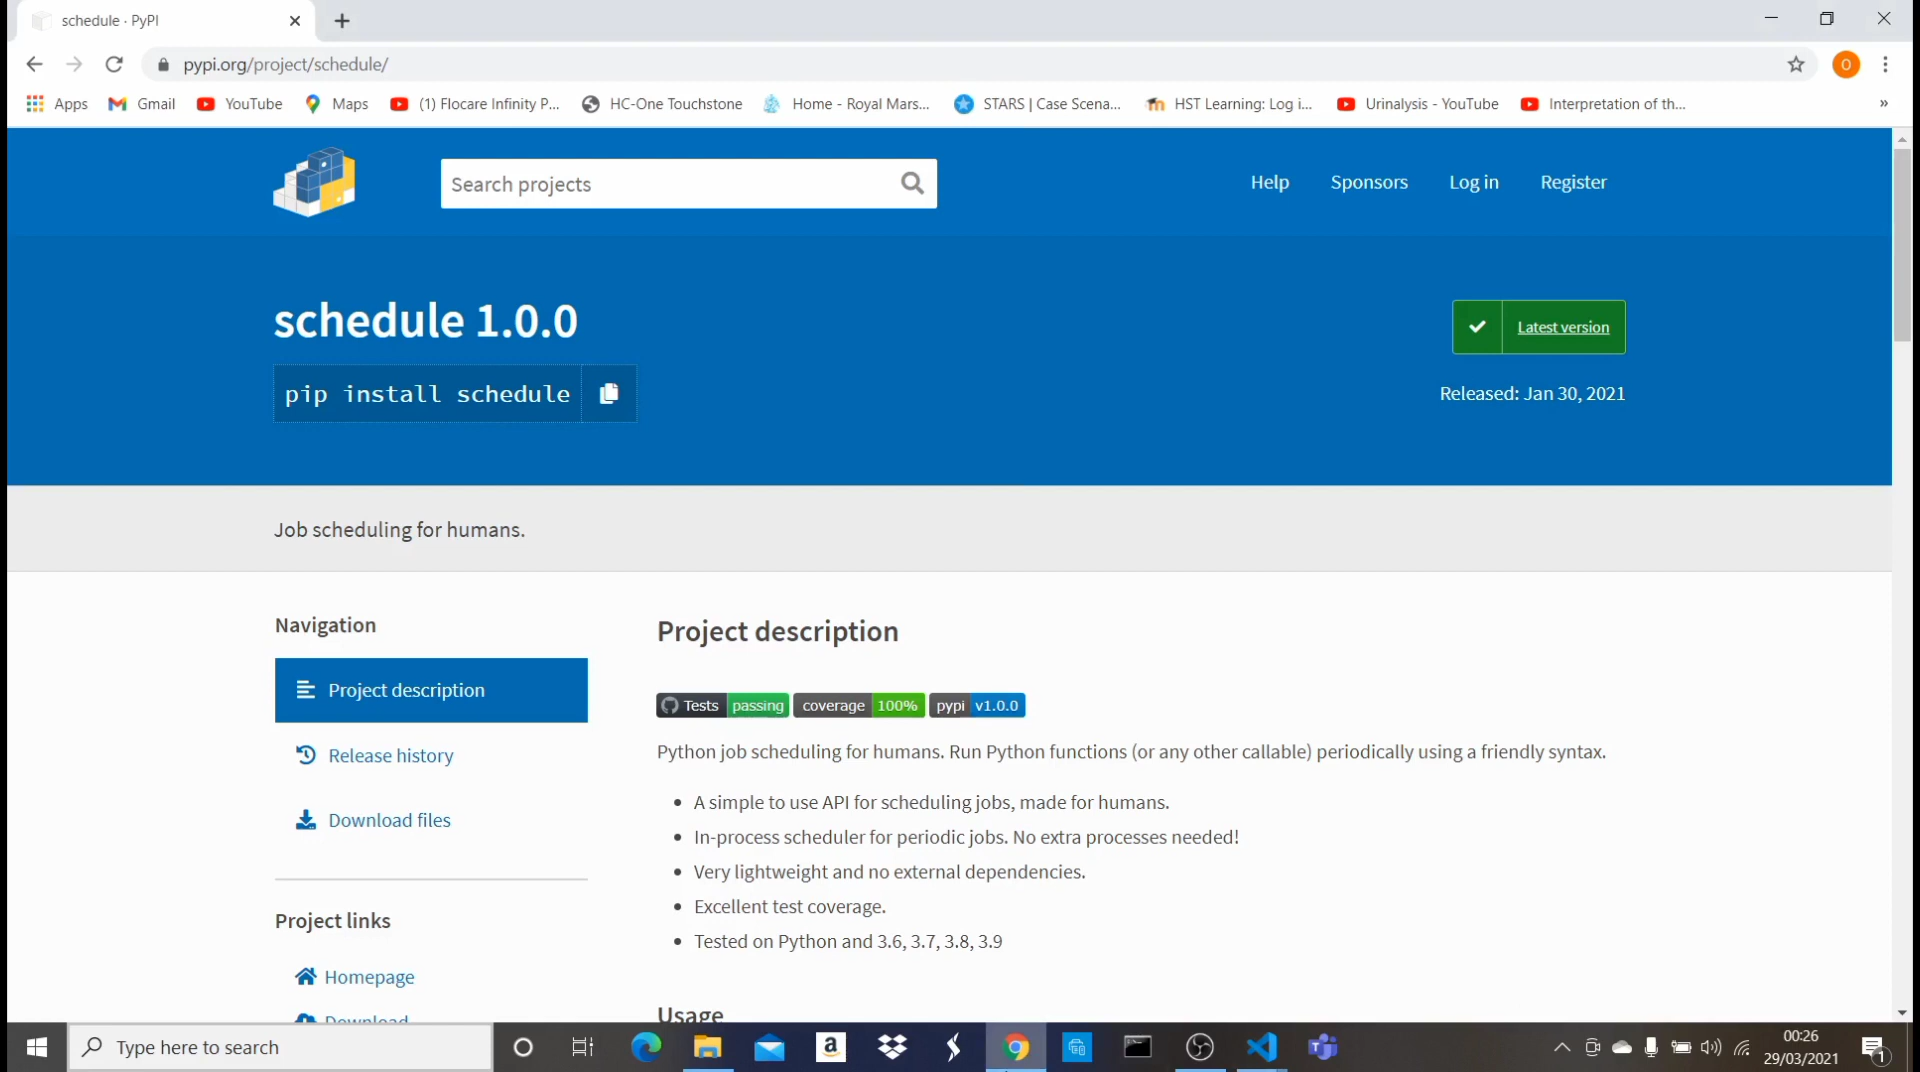 schedule · PyPI
pypi.org/project/schedule/
Apps
Gmail
YouTube
Maps
(1) Flocare Infinity P...
HC-One Touchstone
Home - Royal Mars...
STARS | Case Scena...
HST Learning: Log i...
Urinalysis - YouTube
Interpretation of th...
»
O
Search projects
Help
Sponsors
Log in
Register
schedule 1.0.0
Latest version
pip install schedule
Released: Jan 30, 2021
Job scheduling for humans.
Navigation
Project description
Release history
Download files
Project links
Homepage
Download
Project description
Tests passing
coverage 100%
pypi v1.0.0
Python job scheduling for humans. Run Python functions (or any other callable) periodically using a friendly syntax.
A simple to use API for scheduling jobs, made for humans.
In-process scheduler for periodic jobs. No extra processes needed!
Very lightweight and no external dependencies.
Excellent test coverage.
Tested on Python and 3.6, 3.7, 3.8, 3.9
Usage
Type here to search
a
00:26
29/03/2021
1